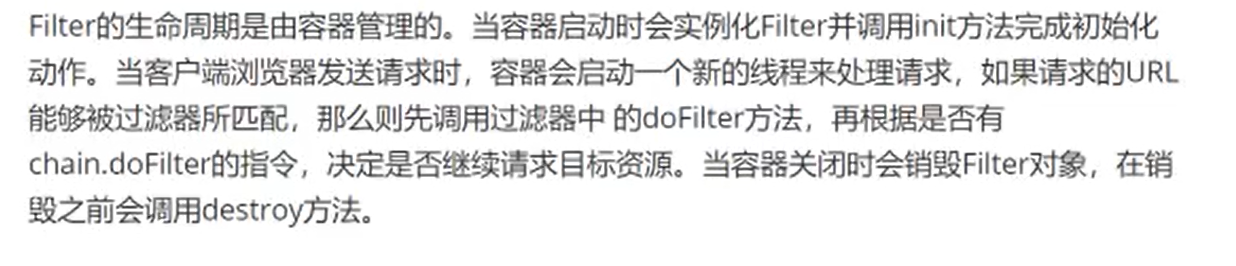 Filter的生命周期是由容器管理的。当容器启动时会实例化Filter并调用init方法完成初始化
动作。当客户端浏览器发送请求时，容器会启动一个新的线程来处理请求，如果请求的URL
能够被过滤器所匹配，那么则先调用过滤器中 的doFilter方法，再根据是否有
chain.doFilter的指令，决定是否继续请求目标资源。当容器关闭时会销毁Filter对象，在销
毁之前会调用destroy方法。